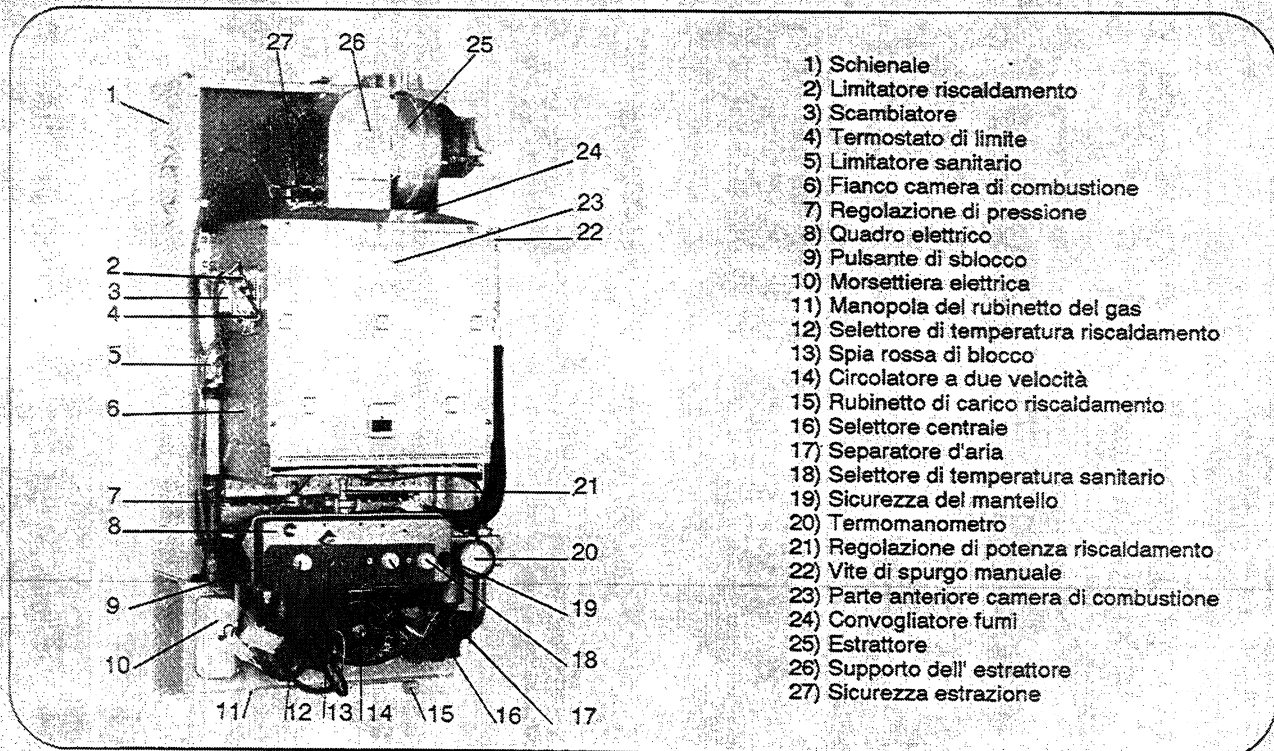 27 26 25
1
24
23
22
2
3
4
5
6
7
21
8
20
9
19
10
18
11 12 13 14 15 16 17
1) Schienale
2) Limitatore riscaldamento
3) Scambiatore
4) Termostato di limite
5) Limitatore sanitario
6) Fianco camera di combustione
7) Regolazione di pressione
8) Quadro elettrico
9) Pulsante di sblocco
10) Morsettiera elettrica
11) Manopola del rubinetto del gas
12) Selettore di temperatura riscaldamento
13) Spia rossa di blocco
14) Circolatore a due velocità
15) Rubinetto di carico riscaldamento
16) Selettore centrale
17) Separatore d'aria
18) Selettore di temperatura sanitario
19) Sicurezza del mantello
20) Termomanometro
21) Regolazione di potenza riscaldamento
22) Vite di spurgo manuale
23) Parte anteriore camera di combustione
24) Convogliatore fumi
25) Estrattore
26) Supporto dell' estrattore
27) Sicurezza estrazione